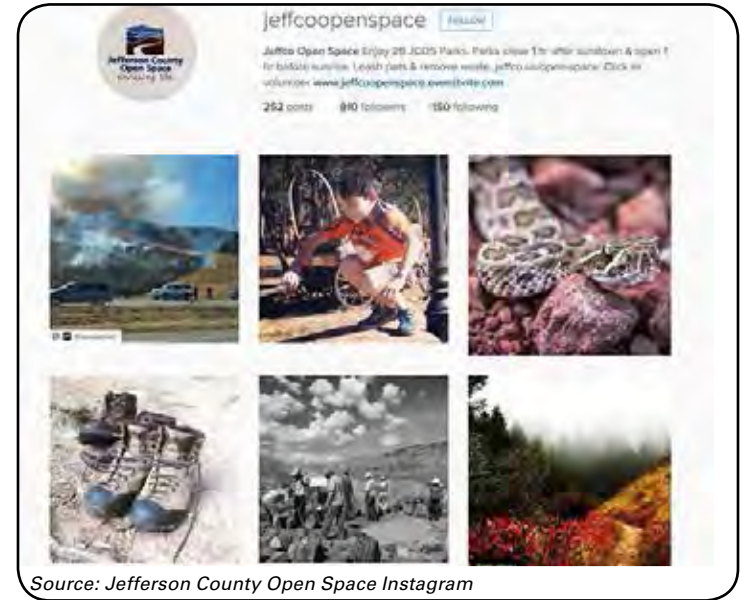 jeffcoopenspace FOLLOW
Jefferson County
Open Space
Jeffco Open Space Enjoy 28 JCOS Parks. Parks close 1 hr after sundown & open 1
hr before sunrise. Leash pets & remove waste. jeffco.us/open-space. Click to
volunteer www.jeffcoopenspace.eventbrite.com
252 posts 810 followers 150 following
Source: Jefferson County Open Space Instagram